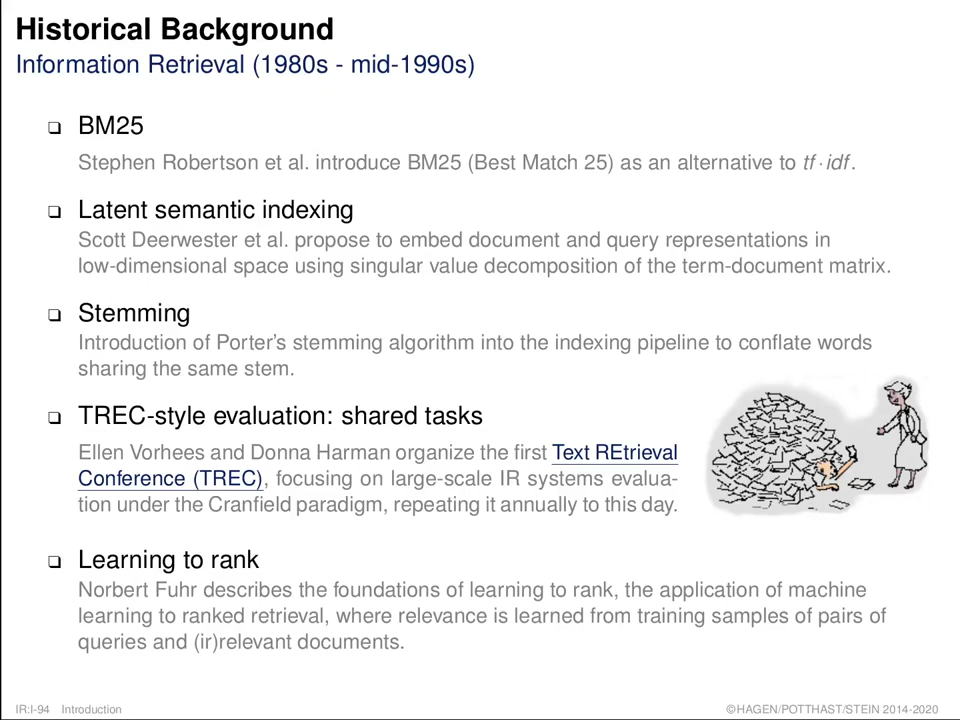 Historical Background
Information Retrieval (1980s - mid-1990s)
❑ BM25
Stephen Robertson et al. introduce BM25 (Best Match 25) as an alternative to tf · idf.
❑ Latent semantic indexing
Scott Deerwester et al. propose to embed document and query representations in
low-dimensional space using singular value decomposition of the term-document matrix.
❑ Stemming
Introduction of Porter's stemming algorithm into the indexing pipeline to conflate words
sharing the same stem.
❑ TREC-style evaluation: shared tasks
Ellen Vorhees and Donna Harman organize the first Text REtrieval
Conference (TREC), focusing on large-scale IR systems evalua-
tion under the Cranfield paradigm, repeating it annually to this day.
❑ Learning to rank
Norbert Fuhr describes the foundations of learning to rank, the application of machine
learning to ranked retrieval, where relevance is learned from training samples of pairs of
queries and (ir)relevant documents.
IR:I-94 Introduction ©HAGEN/POTTHAST/STEIN 2014-2020